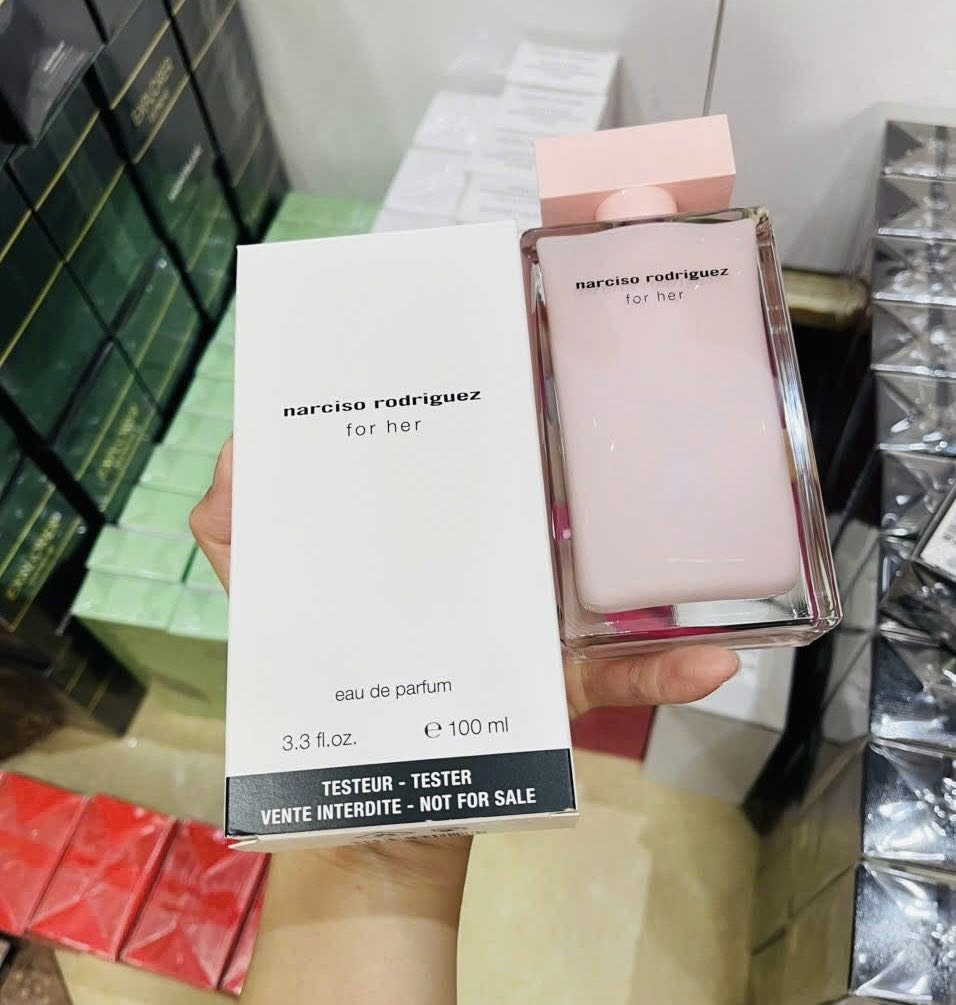 narciso rodriguez
for her
eau de parfum
3.3 fl.oz.
℮ 100 ml
TESTEUR - TESTER
VENTE INTERDITE - NOT FOR SALE
narciso rodriguez
for her